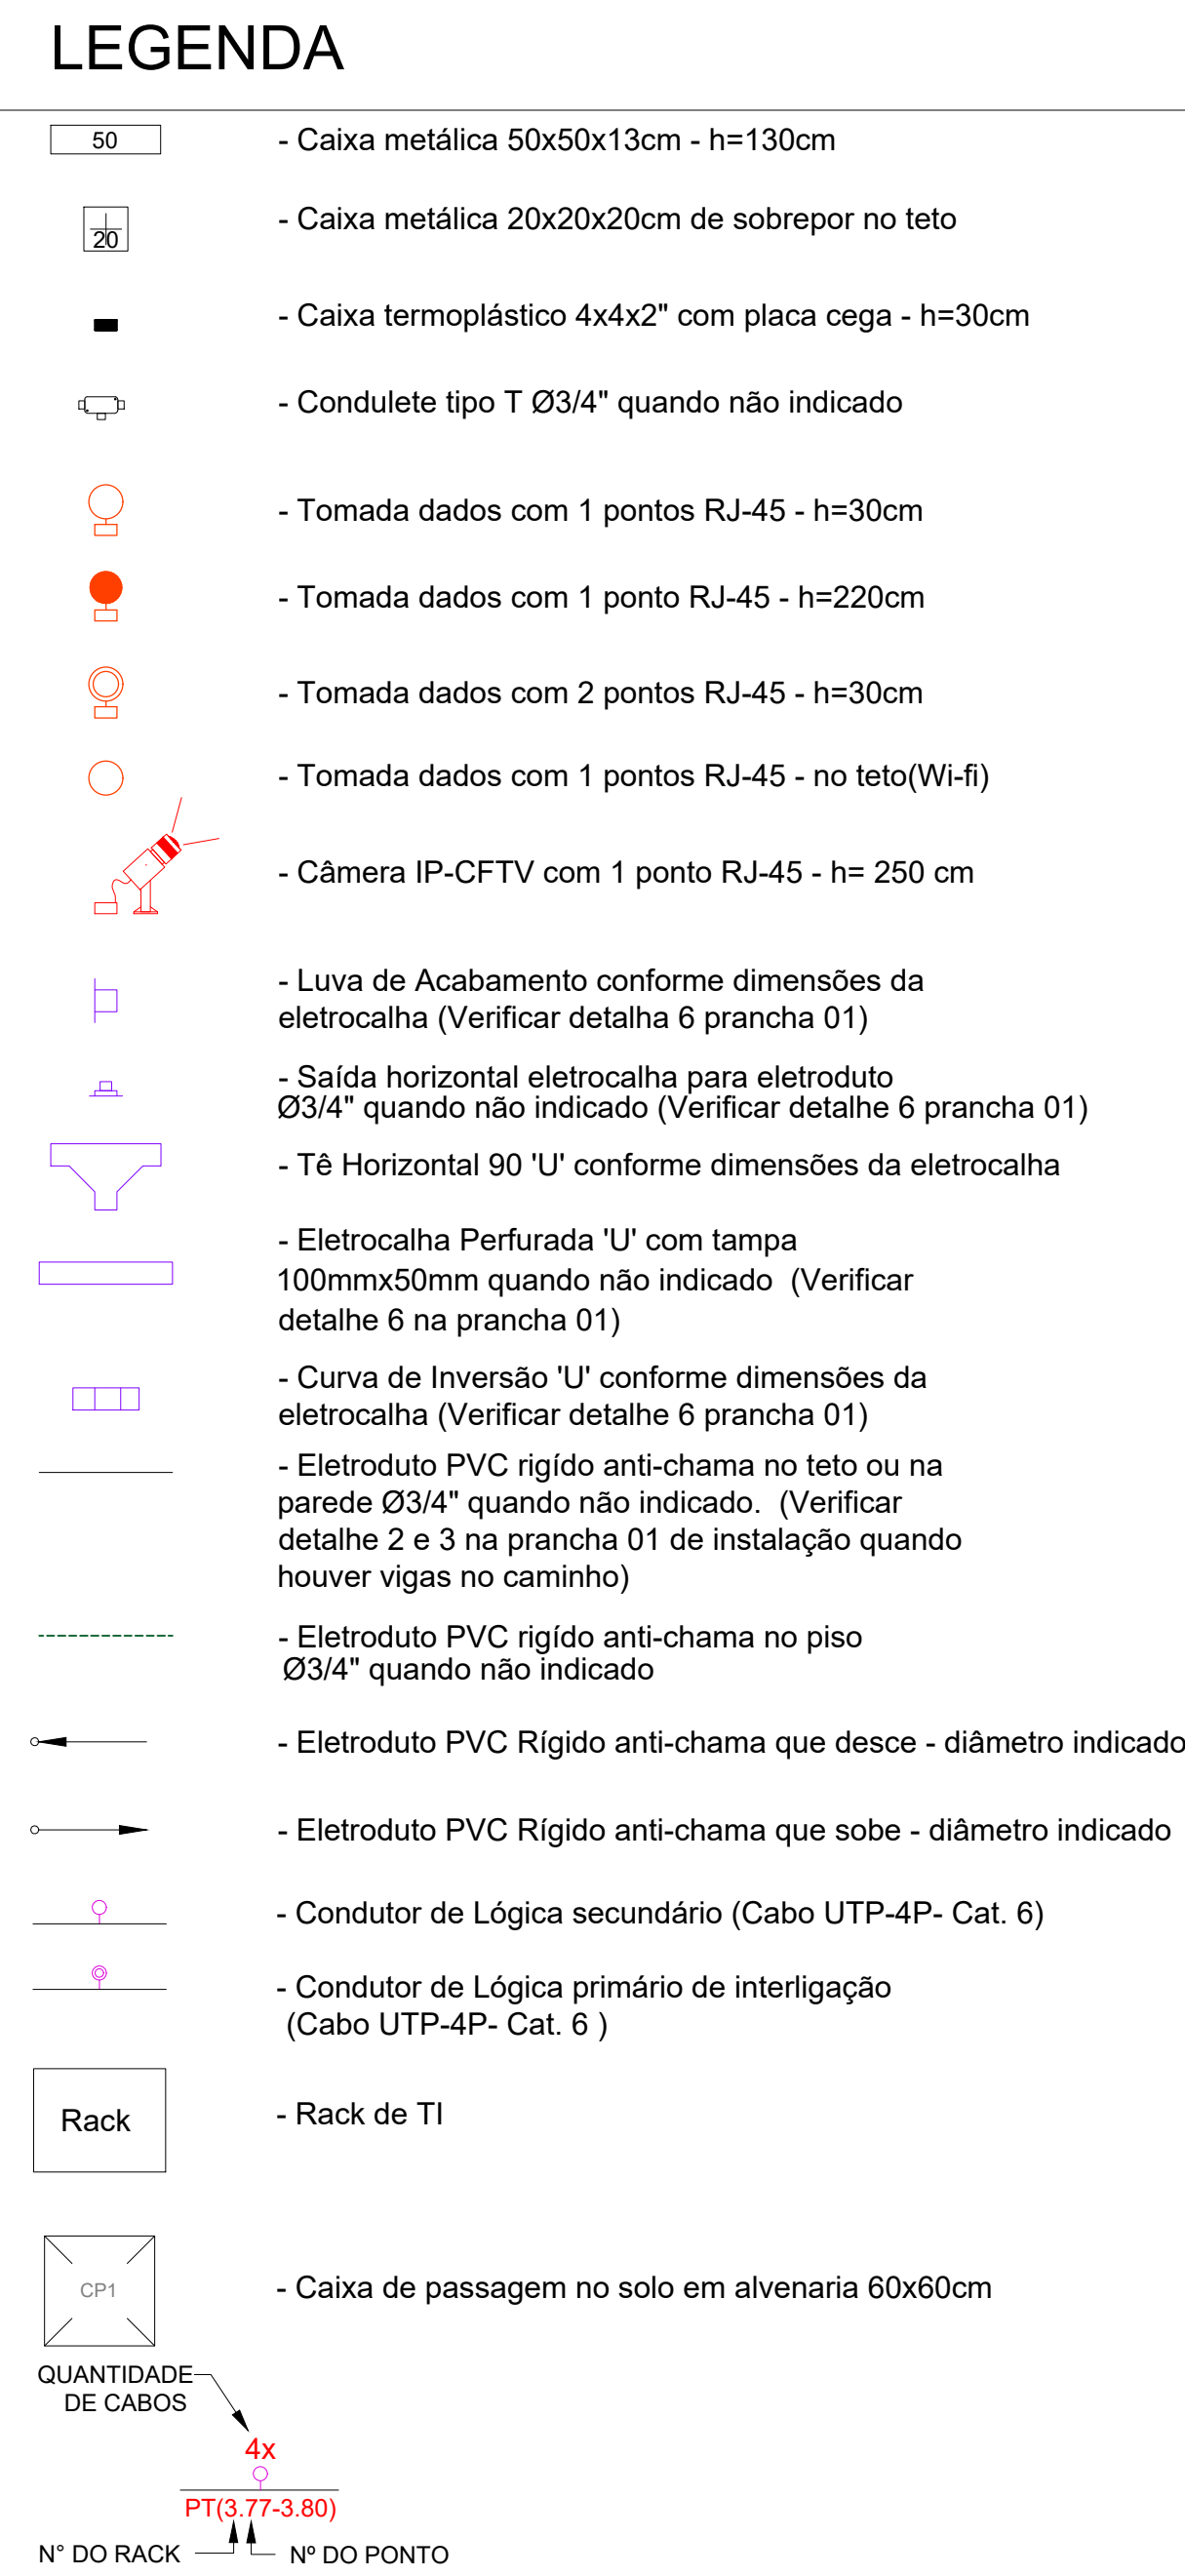 LEGENDA
50
- Caixa metálica 50x50x13cm - h=130cm
20
- Caixa metálica 20x20x20cm de sobrepor no teto
- Caixa termoplástico 4x4x2" com placa cega - h=30cm
- Condulete tipo T Ø3/4" quando não indicado
- Tomada dados com 1 pontos RJ-45 - h=30cm
- Tomada dados com 1 ponto RJ-45 - h=220cm
- Tomada dados com 2 pontos RJ-45 - h=30cm
- Tomada dados com 1 pontos RJ-45 - no teto(Wi-fi)
- Câmera IP-CFTV com 1 ponto RJ-45 - h= 250 cm
- Luva de Acabamento conforme dimensões da
eletrocalha (Verificar detalha 6 prancha 01)
- Saída horizontal eletrocalha para eletroduto
Ø3/4" quando não indicado (Verificar detalhe 6 prancha 01)
- Tê Horizontal 90 'U' conforme dimensões da eletrocalha
- Eletrocalha Perfurada 'U' com tampa
100mmx50mm quando não indicado (Verificar
detalhe 6 na prancha 01)
- Curva de Inversão 'U' conforme dimensões da
eletrocalha (Verificar detalhe 6 prancha 01)
- Eletroduto PVC rigído anti-chama no teto ou na
parede Ø3/4" quando não indicado. (Verificar
detalhe 2 e 3 na prancha 01 de instalação quando
houver vigas no caminho)
- Eletroduto PVC rigído anti-chama no piso
Ø3/4" quando não indicado
- Eletroduto PVC Rígido anti-chama que desce - diâmetro indicado
- Eletroduto PVC Rígido anti-chama que sobe - diâmetro indicado
- Condutor de Lógica secundário (Cabo UTP-4P- Cat. 6)
- Condutor de Lógica primário de interligação
(Cabo UTP-4P- Cat. 6 )
Rack
- Rack de TI
CP1
- Caixa de passagem no solo em alvenaria 60x60cm
QUANTIDADE
DE CABOS
4x
PT(3.77-3.80)
N° DO RACK
Nº DO PONTO